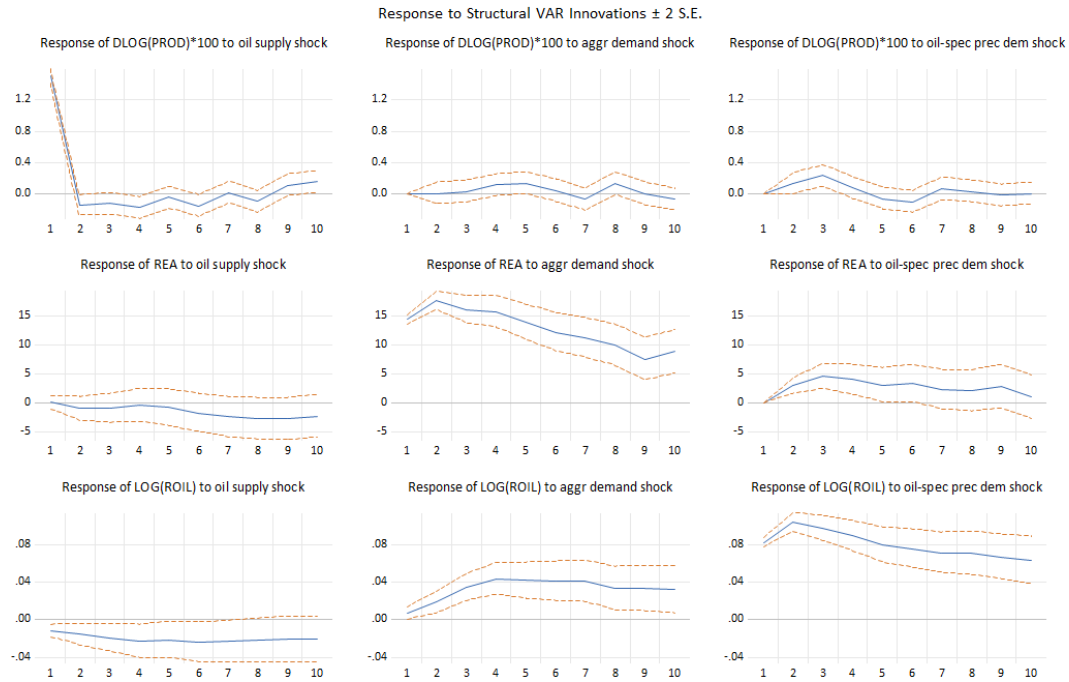 Response to Structural VAR Innovations ± 2 S.E.
Response of DLOG(PROD)*100 to oil supply shock
1.2
0.8
0.4
0.0
1 2 3 4 5 6 7 8 9 10
Response of DLOG(PROD)*100 to aggr demand shock
1.2
0.8
0.4
0.0
1 2 3 4 5 6 7 8 9 10
Response of DLOG(PROD)*100 to oil-spec prec dem shock
1.2
0.8
0.4
0.0
1 2 3 4 5 6 7 8 9 10
Response of REA to oil supply shock
15
10
5
0
-5
1 2 3 4 5 6 7 8 9 10
Response of REA to aggr demand shock
15
10
5
0
-5
1 2 3 4 5 6 7 8 9 10
Response of REA to oil-spec prec dem shock
15
10
5
0
-5
1 2 3 4 5 6 7 8 9 10
Response of LOG(ROIL) to oil supply shock
.08
.04
.00
-.04
1 2 3 4 5 6 7 8 9 10
Response of LOG(ROIL) to aggr demand shock
.08
.04
.00
-.04
1 2 3 4 5 6 7 8 9 10
Response of LOG(ROIL) to oil-spec prec dem shock
.08
.04
.00
-.04
1 2 3 4 5 6 7 8 9 10